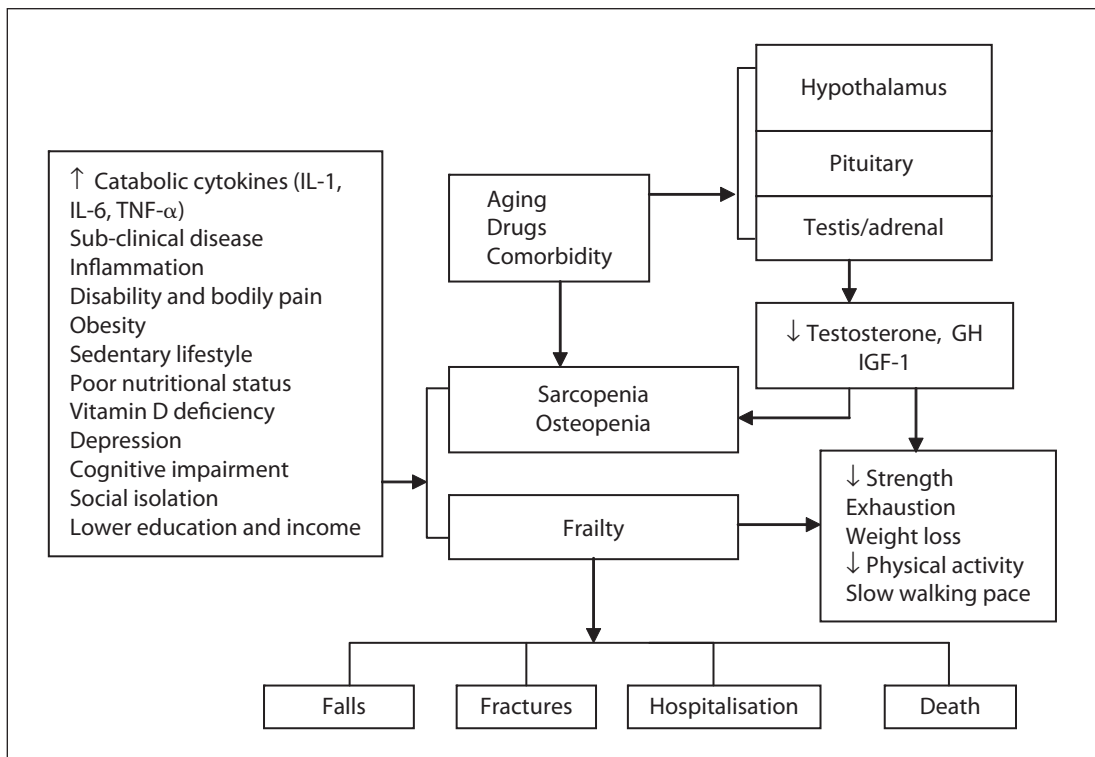 Hypothalamus
Pituitary
Testis/adrenal
↑ Catabolic cytokines (IL-1,
IL-6, TNF-α)
Sub-clinical disease
Inflammation
Disability and bodily pain
Obesity
Sedentary lifestyle
Poor nutritional status
Vitamin D deficiency
Depression
Cognitive impairment
Social isolation
Lower education and income
Aging
Drugs
Comorbidity
↓ Testosterone, GH
IGF-1
Sarcopenia
Osteopenia
Frailty
↓ Strength
Exhaustion
Weight loss
↓ Physical activity
Slow walking pace
Falls
Fractures
Hospitalisation
Death